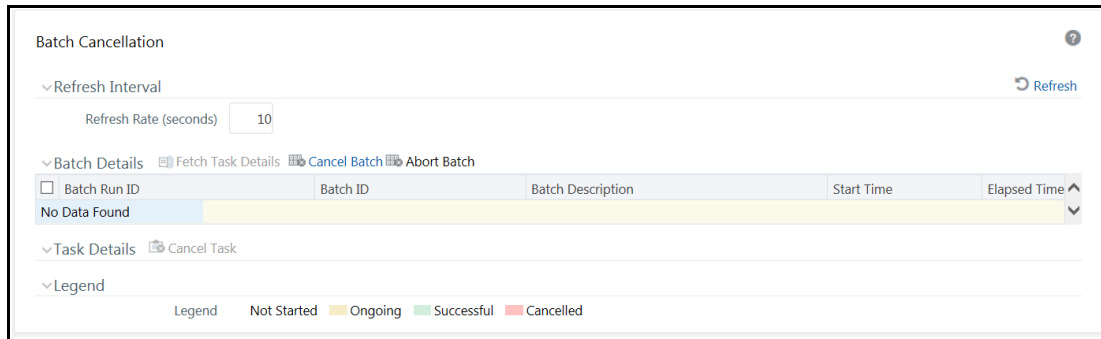 Batch Cancellation ?
Refresh Interval Refresh
Refresh Rate (seconds) 10
Batch Details Fetch Task Details Cancel Batch Abort Batch
Batch Run ID Batch ID Batch Description Start Time Elapsed Time
No Data Found
Task Details Cancel Task
Legend
Legend Not Started Ongoing Successful Cancelled